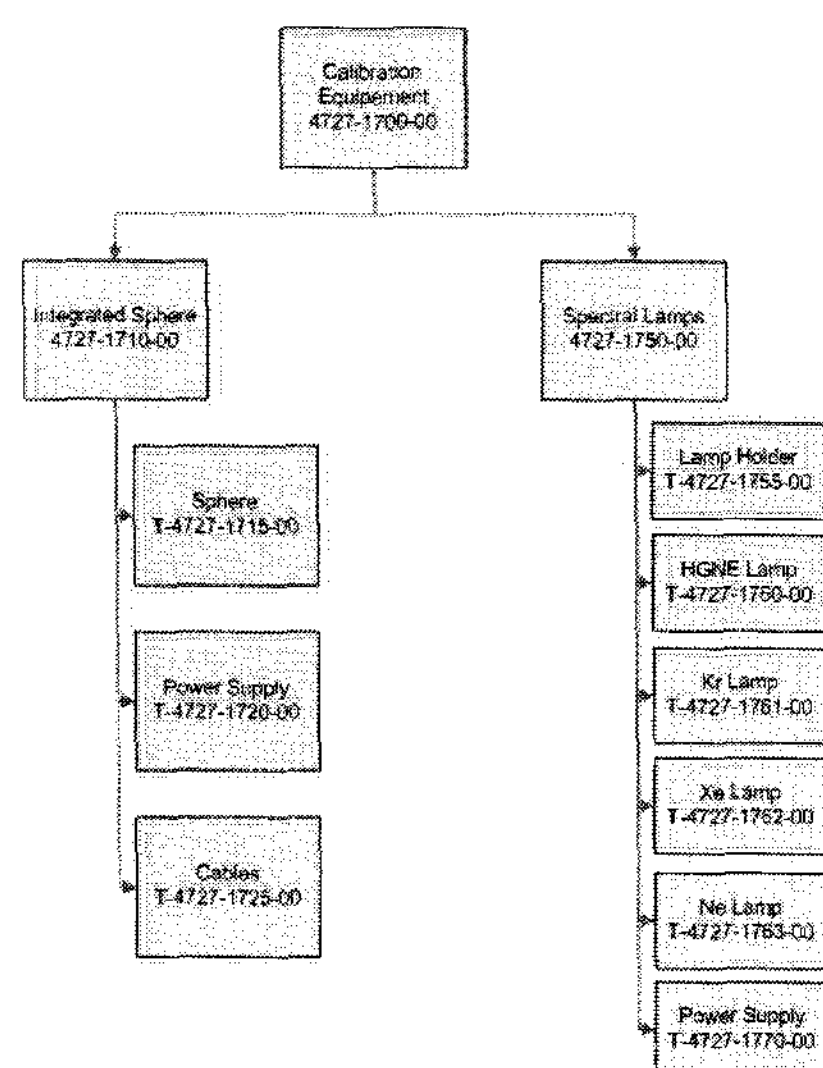 Calibration
Equipement
4727-1700-00
Integrated Sphere
4727-1710-00
Spectral Lamps
4727-1750-00
Sphere
T-4727-1715-00
Power Supply
T-4727-1720-00
Cables
T-4727-1725-00
Lamp Holder
T-4727-1755-00
HGNE Lamp
T-4727-1760-00
Kr Lamp
T-4727-1761-00
Xe Lamp
T-4727-1762-00
Ne Lamp
T-4727-1763-00
Power Supply
T-4727-1770-00